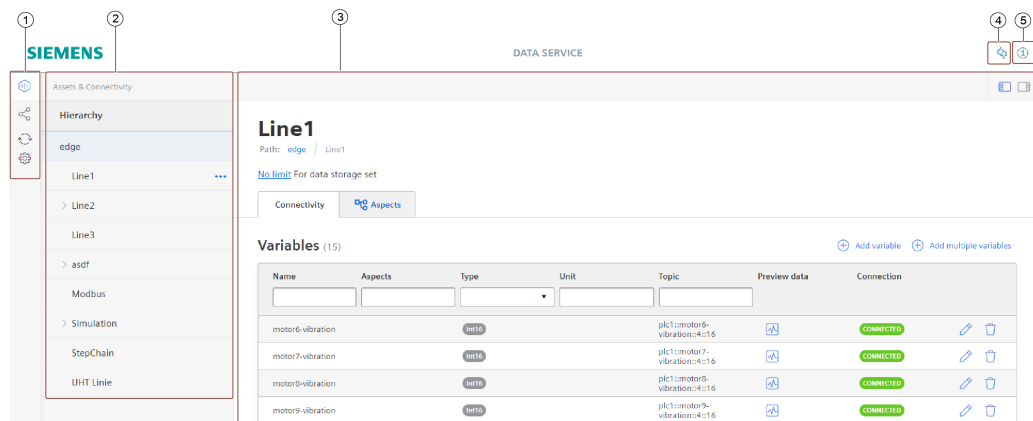 1 2 3 4 5
SIEMENS DATA SERVICE
Assets & Connectivity
Hierarchy
edge
Line1 •••
> Line2
Line3
> asdf
Modbus
> Simulation
StepChain
UHT Linie
Line1
Path: edge / Line1
No limit For data storage set
Connectivity Aspects
Variables (15) Add variable Add multiple variables
Name Aspects Type Unit Topic Preview data Connection
motor6-vibration Int16 plc1::motor6-
vibration::4::16 CONNECTED
motor7-vibration Int16 plc1::motor7-
vibration::4::16 CONNECTED
motor8-vibration Int16 plc1::motor8-
vibration::4::16 CONNECTED
motor9-vibration Int16 plc1::motor9-
vibration::4::16 CONNECTED